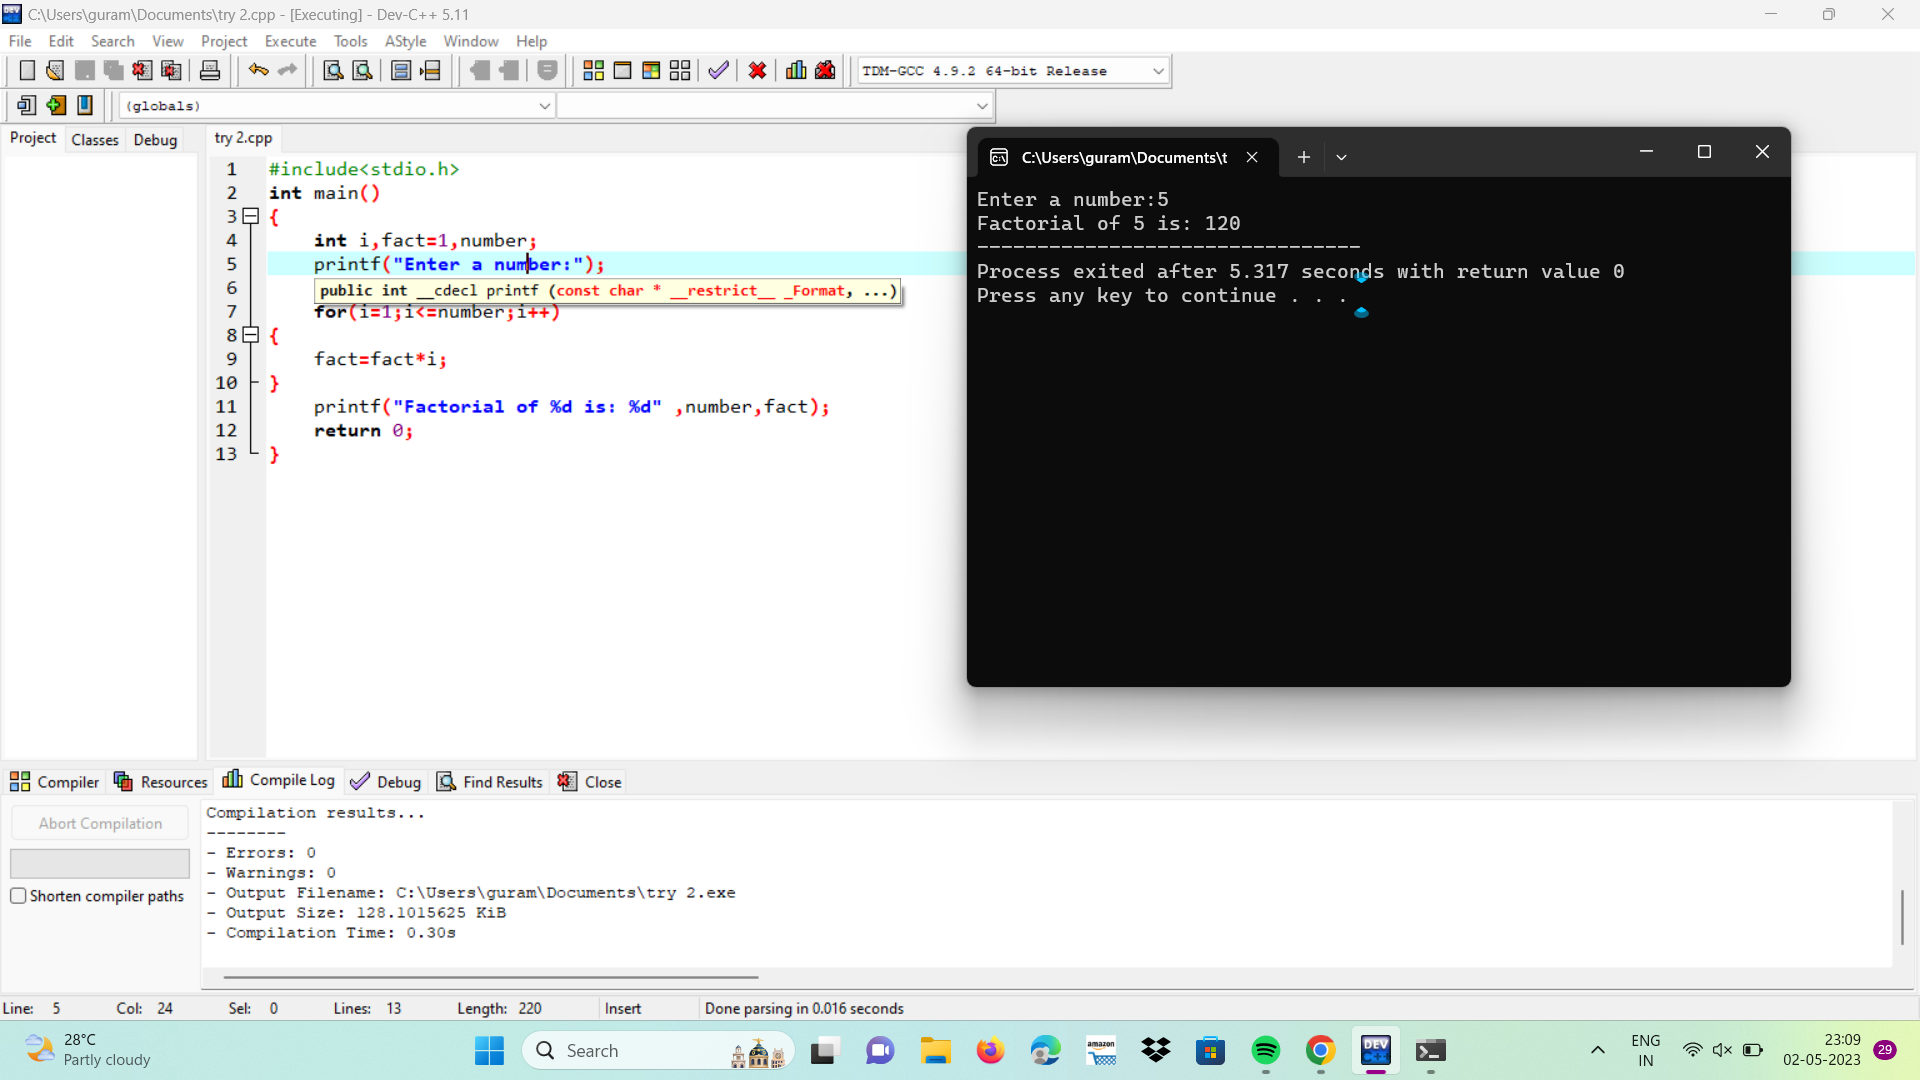 C:\Users\guram\Documents\try 2.cpp - [Executing] - Dev-C++ 5.11
File Edit Search View Project Execute Tools AStyle Window Help
TDM-GCC 4.9.2 64-bit Release
(globals)
Project Classes Debug
try 2.cpp
1 #include<stdio.h>
2 int main()
3 {
4 int i,fact=1,number;
5 printf("Enter a number:");
6 public int __cdecl printf (const char * __restrict__ _Format, ...)
7 for(i=1;i<=number;i++)
8 {
9 fact=fact*i;
10 }
11 printf("Factorial of %d is: %d" ,number,fact);
12 return 0;
13 }
C:\Users\guram\Documents\t
Enter a number:5
Factorial of 5 is: 120
--------------------------------
Process exited after 5.317 seconds with return value 0
Press any key to continue . . .
Compiler Resources Compile Log Debug Find Results Close
Abort Compilation
Shorten compiler paths
Compilation results...
--------
- Errors: 0
- Warnings: 0
- Output Filename: C:\Users\guram\Documents\try 2.exe
- Output Size: 128.1015625 KiB
- Compilation Time: 0.30s
Line: 5 Col: 24 Sel: 0 Lines: 13 Length: 220 Insert Done parsing in 0.016 seconds
28°C
Partly cloudy
Search
amazon
DEV
C++
ENG
IN
23:09
02-05-2023
29